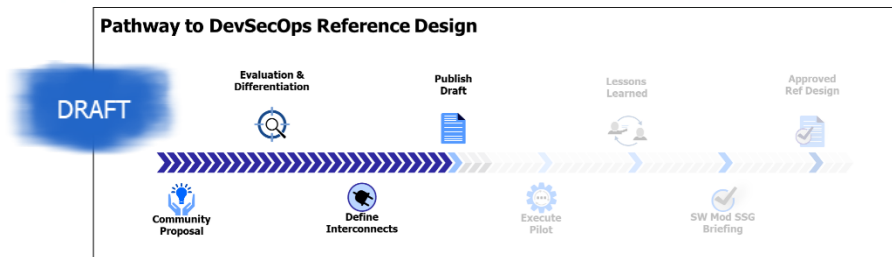 Pathway to DevSecOps Reference Design
DRAFT
Evaluation &
Differentiation
Publish
Draft
Lessons
Learned
Approved
Ref Design
Community
Proposal
Define
Interconnects
Execute
Pilot
SW Mod SSG
Briefing